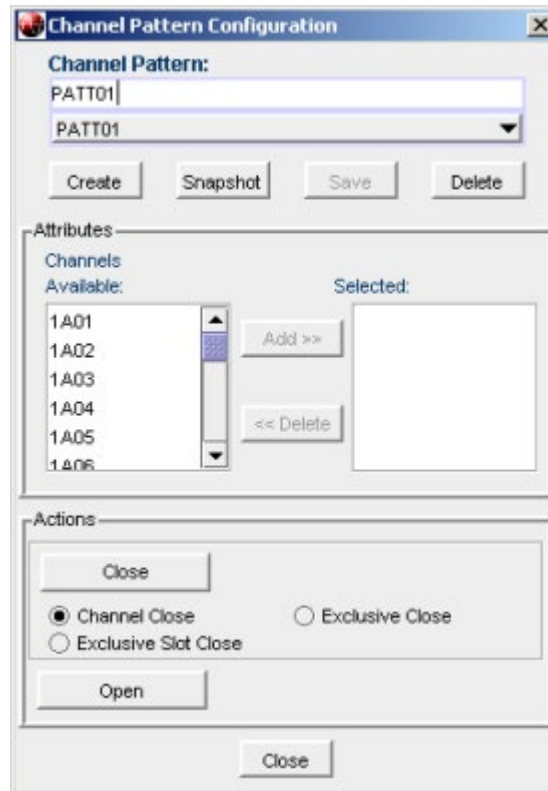 Channel Pattern Configuration
Channel Pattern:
PATT01
PATT01
Create Snapshot Save Delete
Attributes
Channels
Available: Selected:
1A01
1A02
1A03
1A04
1A05
1A06
Add >>
<< Delete
Actions
Close
Channel Close Exclusive Close
Exclusive Slot Close
Open
Close